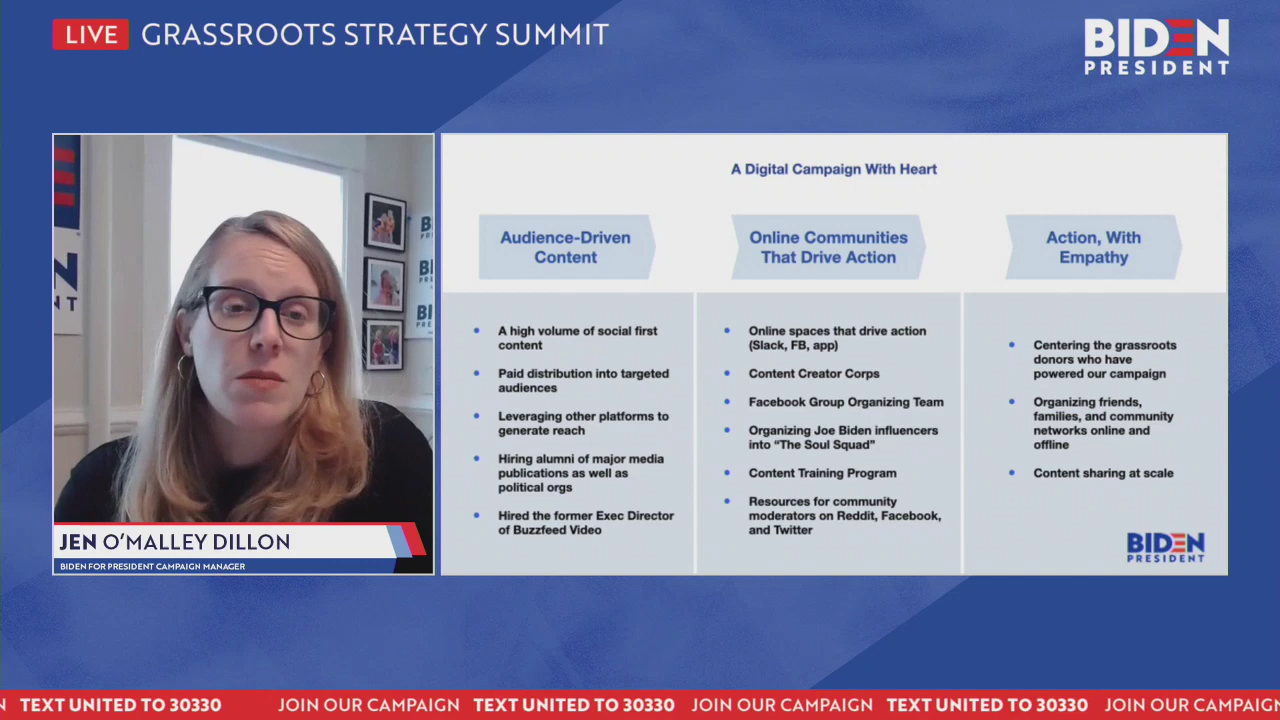 LIVE GRASSROOTS STRATEGY SUMMIT
BIDEN
PRESIDENT
A Digital Campaign With Heart
Audience-Driven
Content
Online Communities
That Drive Action
Action, With
Empathy
• A high volume of social first
content
• Paid distribution into targeted
audiences
• Leveraging other platforms to
generate reach
• Hiring alumni of major media
publications as well as
political orgs
• Hired the former Exec Director
of Buzzfeed Video
• Online spaces that drive action
(Slack, FB, app)
• Content Creator Corps
• Facebook Group Organizing Team
• Organizing Joe Biden influencers
into “The Soul Squad”
• Content Training Program
• Resources for community
moderators on Reddit, Facebook,
and Twitter
• Centering the grassroots
donors who have
powered our campaign
• Organizing friends,
families, and community
networks online and
offline
• Content sharing at scale
BIDEN
PRESIDENT
JEN O’MALLEY DILLON
BIDEN FOR PRESIDENT CAMPAIGN MANAGER
N TEXT UNITED TO 30330 JOIN OUR CAMPAIGN TEXT UNITED TO 30330 JOIN OUR CAMPAIGN TEXT UNITED TO 30330 JOIN OUR CAMPAIGN